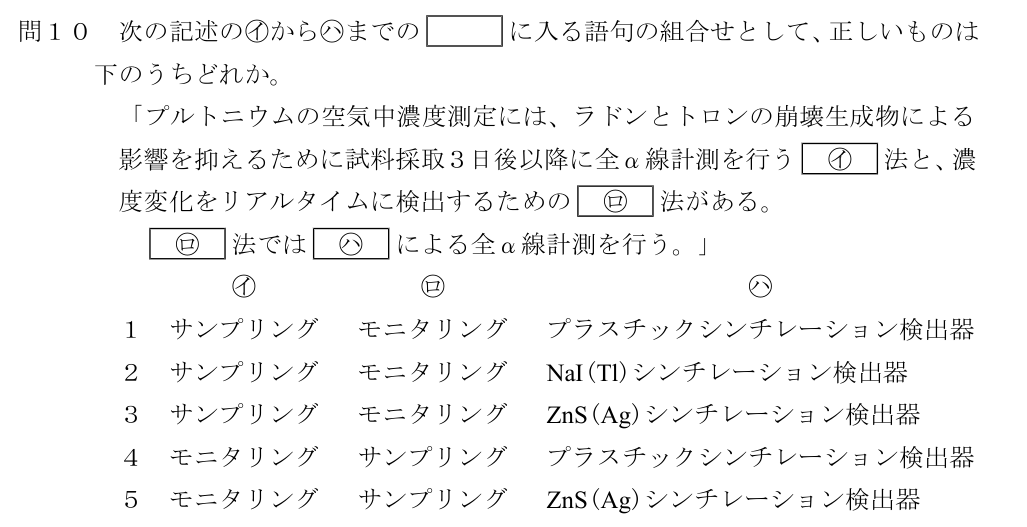 問10 次の記述の㋑から㋩までの に入る語句の組合せとして、正しいものは
下のうちどれか。
「プルトニウムの空気中濃度測定には、ラドンとトロンの崩壊生成物による
影響を抑えるために試料採取3日後以降に全α線計測を行う ㋑ 法と、濃
度変化をリアルタイムに検出するための ㋺ 法がある。
㋺ 法では ㋩ による全α線計測を行う。」
㋑ ㋺ ㋩
1 サンプリング モニタリング プラスチックシンチレーション検出器
2 サンプリング モニタリング NaI(Tl)シンチレーション検出器
3 サンプリング モニタリング ZnS(Ag)シンチレーション検出器
4 モニタリング サンプリング プラスチックシンチレーション検出器
5 モニタリング サンプリング ZnS(Ag)シンチレーション検出器